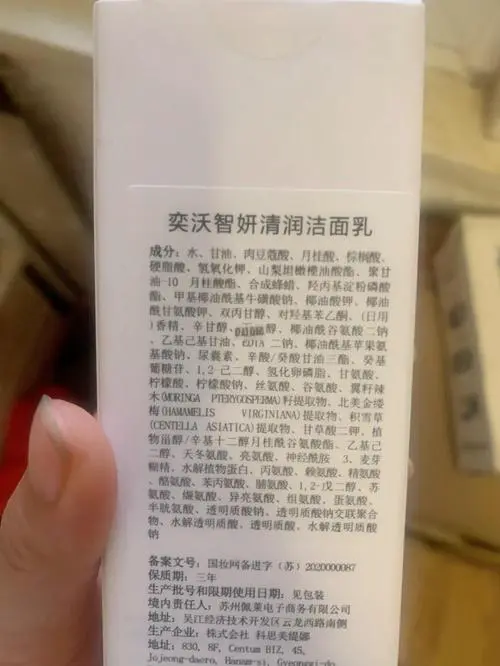 奕沃智妍清润洁面乳
成分：水、甘油、肉豆蔻酸、月桂酸、棕榈酸、
硬脂酸、氢氧化钾、山梨坦橄榄油酸酯、聚甘
油-10 月桂酸酯、合成蜂蜡、羟丙基淀粉磷酸
酯、甲基椰油酰基牛磺酸钠、椰油酸钾、椰油
酰甘氨酸钾、双丙甘醇、对羟基苯乙酮、(日用
)香精、辛甘醇、醇、椰油酰谷氨酸二钠
、乙基己基甘油、EDTA 二钠、椰油酰基苹果氨
基酸钠、尿囊素、辛酸/癸酸甘油三酯、癸基
葡糖苷、1,2-己二醇、氢化卵磷脂、甘氨酸、
柠檬酸、柠檬酸钠、丝氨酸、谷氨酸、翼籽
辣木(MORINGA PTERYGOSPERMA)籽提取物、北美金缕
梅(HAMAMELIS VIRGINIANA)提取物、积雪草
(CENTELLA ASIATICA)提取物、甘草酸二钾、植
物甾醇/辛基十二醇月桂酰谷氨酸酯、乙基己
二醇、天冬氨酸、亮氨酸、神经酰胺 3、麦芽
糊精、水解植物蛋白、丙氨酸、赖氨酸、精氨酸
、酪氨酸、苯丙氨酸、脯氨酸、1,2-戊二醇、苏
氨酸、缬氨酸、异亮氨酸、组氨酸、蛋氨酸、
半胱氨酸、透明质酸钠、透明质酸钠交联聚合
物、水解透明质酸、透明质酸、水解透明质酸
钠
备案文号：国妆网备进字（苏）2020000087
保质期：三年
生产批号和限期使用日期：见包装
境内责任人：苏州佩莱电子商务有限公司
地址：吴江经济技术开发区云龙西路南侧
生产企业：株式会社 科思美缇娜
地址：830, 8F, Centum BIZ, 45,
Jojeong-daero, Hanam-si, Gyeonggi-do,